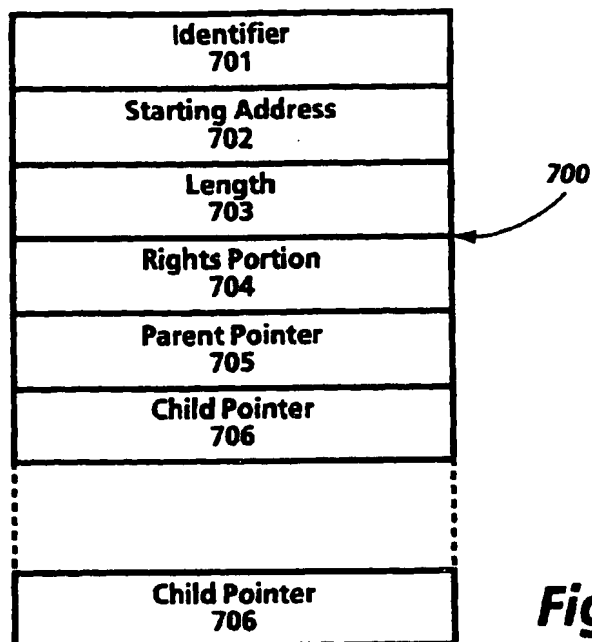 Identifier
701
Starting Address
702
Length
703
700
Rights Portion
704
Parent Pointer
705
Child Pointer
706
Child Pointer
706
Fig